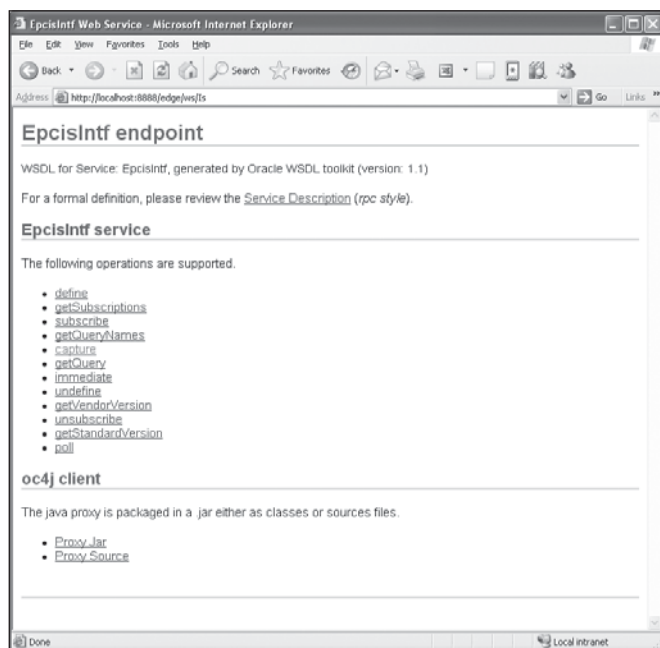 EpcisIntf Web Service - Microsoft Internet Explorer
File Edit View Favorites Tools Help
Back Search Favorites
Address http://localhost:8888/edge/ws/Is Go Links »
EpcisIntf endpoint
WSDL for Service: EpcisIntf, generated by Oracle WSDL toolkit (version: 1.1)
For a formal definition, please review the Service Description (rpc style).
EpcisIntf service
The following operations are supported.
• define
• getSubscriptions
• subscribe
• getQueryNames
• capture
• getQuery
• immediate
• undefine
• getVendorVersion
• unsubscribe
• getStandardVersion
• poll
oc4j client
The java proxy is packaged in a .jar either as classes or sources files.
• Proxy Jar
• Proxy Source
Done Local intranet